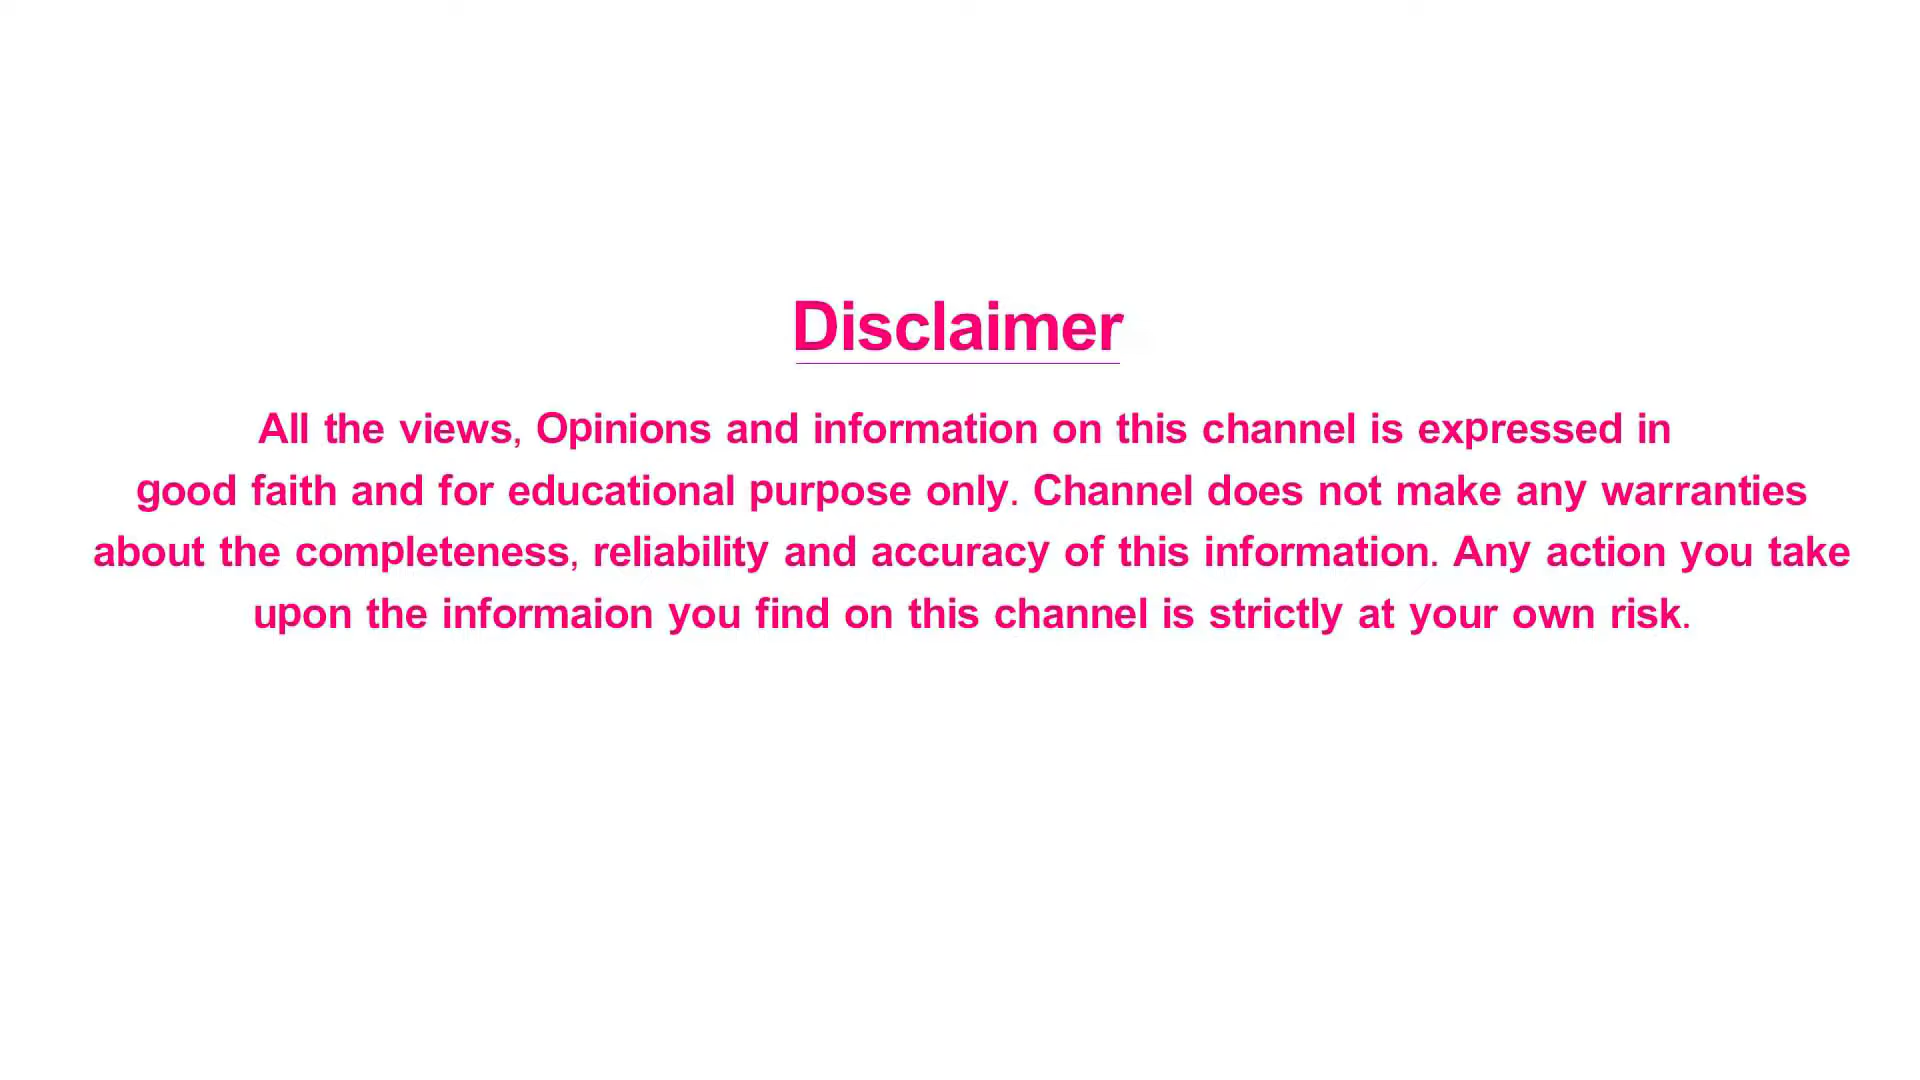 Disclaimer
All the views, Opinions and information on this channel is expressed in
good faith and for educational purpose only. Channel does not make any warranties
about the completeness, reliability and accuracy of this information. Any action you take
upon the informaion you find on this channel is strictly at your own risk.